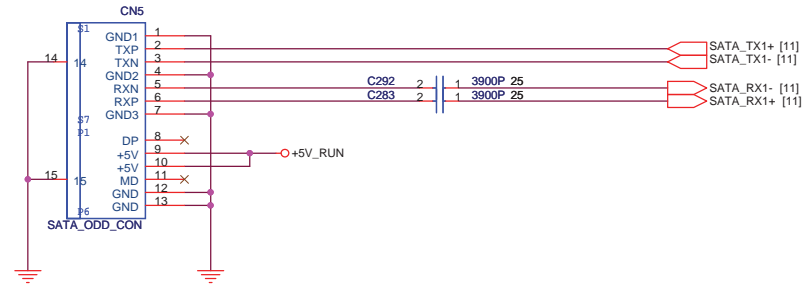 CN5
S1
GND1 1
TXP 2 SATA_TX1+ [11]
14 14 TXN 3 SATA_TX1- [11]
GND2 4
RXN 5 C292 2 1 3900P 25 SATA_RX1- [11]
RXP 6 C283 2 1 3900P 25 SATA_RX1+ [11]
S7 GND3 7
P1
DP 8
+5V 9 +5V_RUN
+5V 10
15 15 MD 11
GND 12
P6 GND 13
SATA_ODD_CON